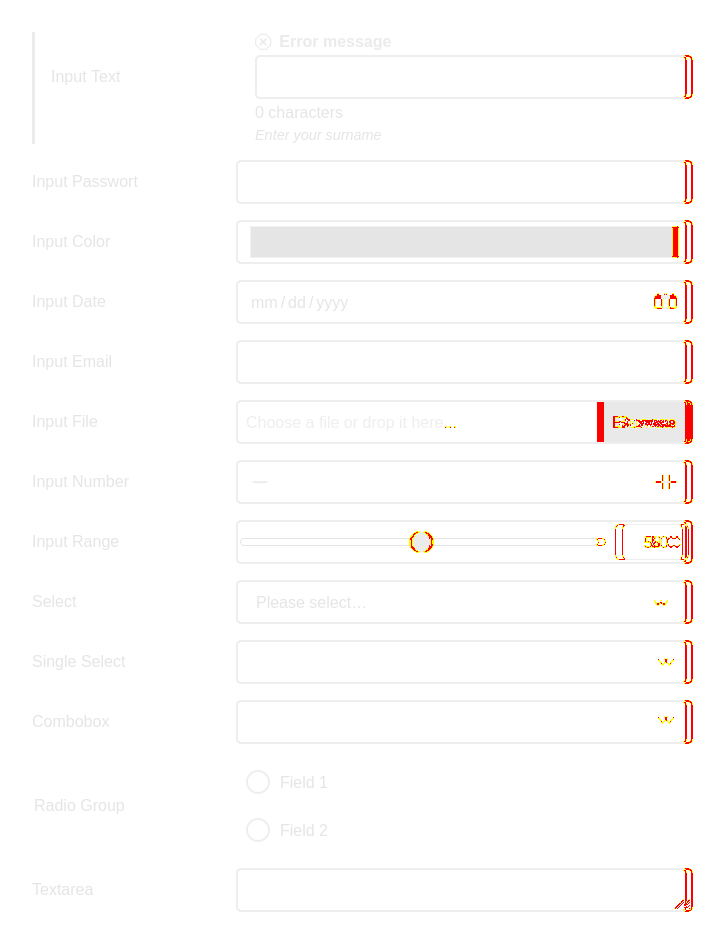 Error message
Input Text
0 characters
Enter your surname
Input Passwort
Input Color
Input Date
mm / dd / yyyy
Input Email
Input File
Choose a file or drop it here...
Input Number
Input Range
Select
Please select...
Single Select
Combobox
Field 1
Radio Group
Field 2
Textarea